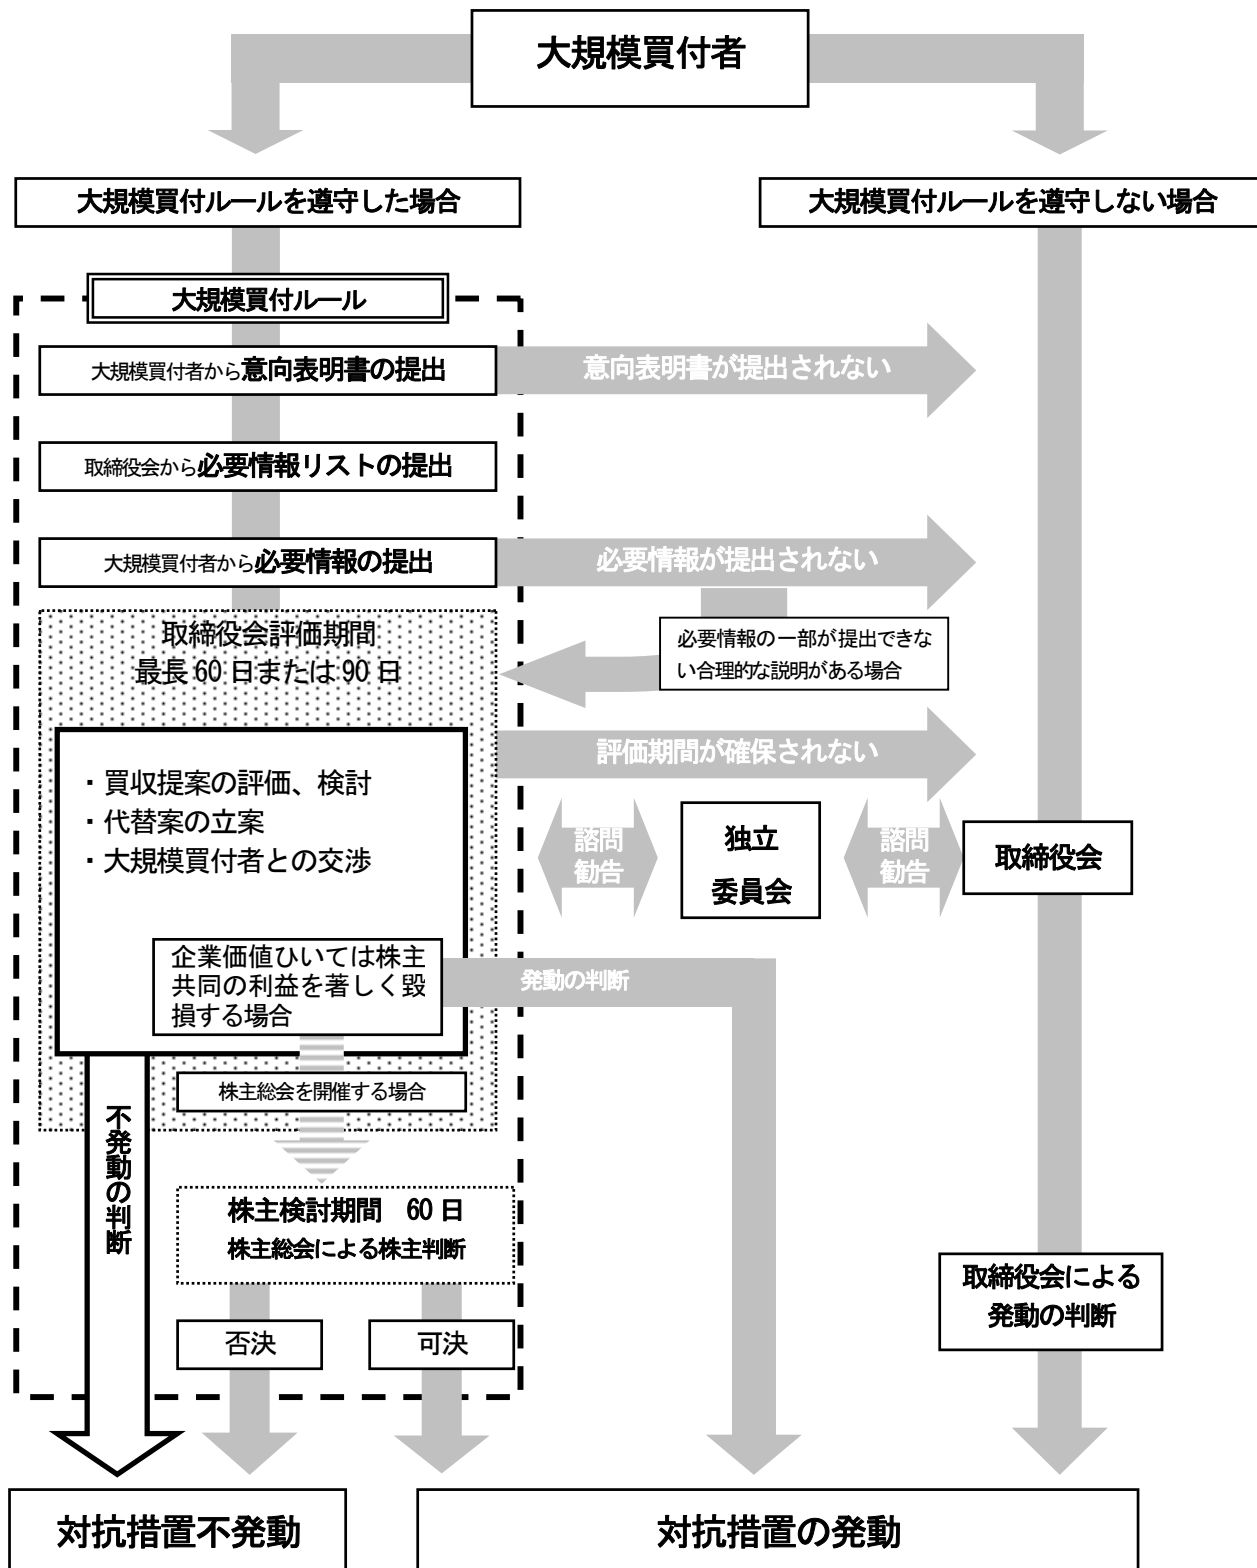 大規模買付者
大規模買付ルールを遵守した場合
大規模買付ルールを遵守しない場合
大規模買付ルール
大規模買付者から意向表明書の提出
意向表明書が提出されない
取締役会から必要情報リストの提出
大規模買付者から必要情報の提出
必要情報が提出されない
取締役会評価期間
最長 60 日または 90 日
必要情報の一部が提出できな
い合理的な説明がある場合
評価期間が確保されない
・買収提案の評価、検討
・代替案の立案
・大規模買付者との交渉
諮問
勧告
独立
委員会
諮問
勧告
取締役会
企業価値ひいては株主
共同の利益を著しく毀
損する場合
発動の判断
株主総会を開催する場合
不発動の判断
株主検討期間　60 日
株主総会による株主判断
取締役会による
発動の判断
否決
可決
対抗措置不発動
対抗措置の発動